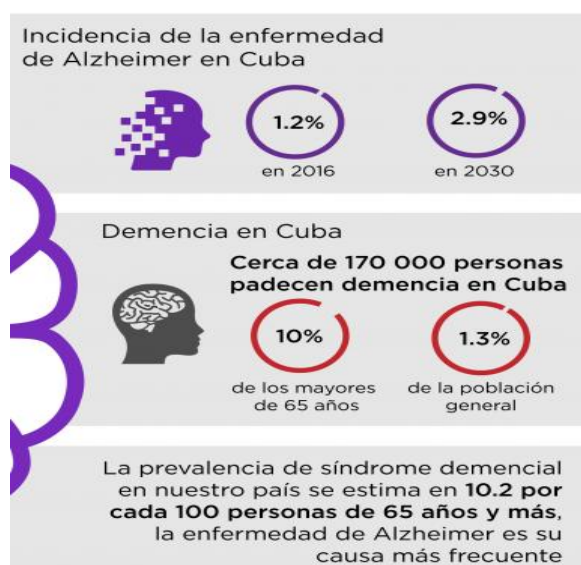 Incidencia de la enfermedad
de Alzheimer en Cuba
1.2%
en 2016
2.9%
en 2030
Demencia en Cuba
Cerca de 170 000 personas
padecen demencia en Cuba
10%
de los mayores
de 65 años
1.3%
de la población
general
La prevalencia de síndrome demencial
en nuestro país se estima en 10.2 por
cada 100 personas de 65 años y más,
la enfermedad de Alzheimer es su
causa más frecuente